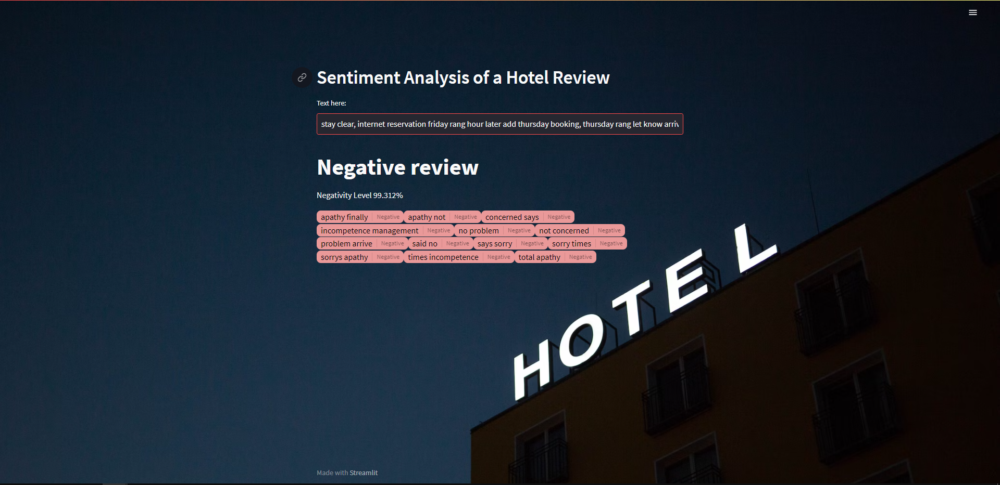 Sentiment Analysis of a Hotel Review
Text here:
stay clear, internet reservation friday rang hour later add thursday booking, thursday rang let know arriv
Negative review
Negativity Level 99.312%
apathy finally Negative apathy not Negative concerned says Negative
incompetence management Negative no problem Negative not concerned Negative
problem arrive Negative said no Negative says sorry Negative sorry times Negative
sorrys apathy Negative times incompetence Negative total apathy Negative
HOTEL
Made with Streamlit